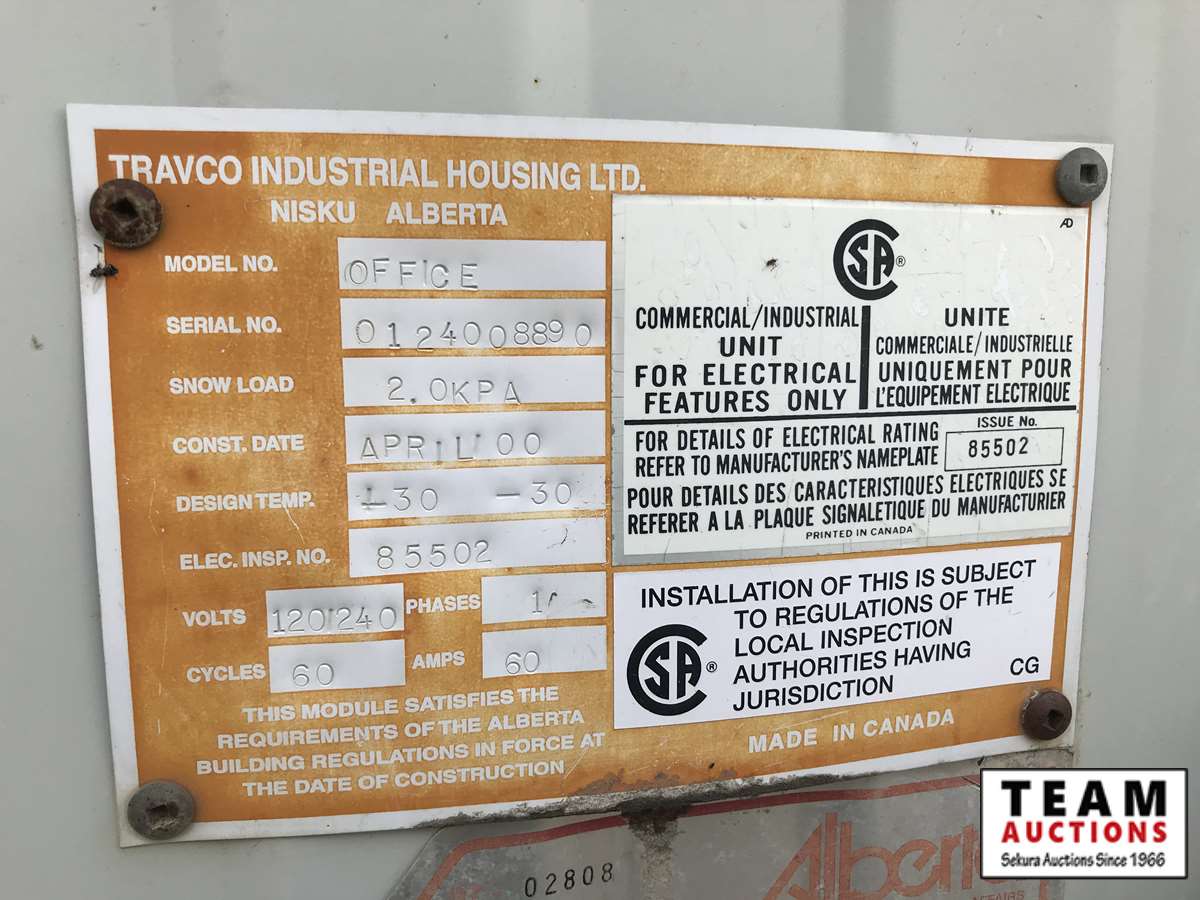 TRAVCO INDUSTRIAL HOUSING LTD.
NISKU ALBERTA
MODEL NO. OFFICE
SERIAL NO. 0124008890
SNOW LOAD 2.0KPA
CONST. DATE APRIL/00
DESIGN TEMP. +30 -30
ELEC. INSP. NO. 85502
VOLTS 120/240 PHASES 1
CYCLES 60 AMPS 60
THIS MODULE SATISFIES THE
REQUIREMENTS OF THE ALBERTA
BUILDING REGULATIONS IN FORCE AT
THE DATE OF CONSTRUCTION
CSA®
COMMERCIAL/INDUSTRIAL
UNIT
FOR ELECTRICAL
FEATURES ONLY
UNITE
COMMERCIALE/INDUSTRIELLE
UNIQUEMENT POUR
L'EQUIPEMENT ELECTRIQUE
FOR DETAILS OF ELECTRICAL RATING
REFER TO MANUFACTURER'S NAMEPLATE
ISSUE No.
85502
POUR DETAILS DES CARACTERISTIQUES ELECTRIQUES SE
REFERER A LA PLAQUE SIGNALETIQUE DU MANUFACTURIER
PRINTED IN CANADA
CSA®
INSTALLATION OF THIS IS SUBJECT
TO REGULATIONS OF THE
LOCAL INSPECTION
AUTHORITIES HAVING
JURISDICTION
CG
MADE IN CANADA
02808
TEAM
AUCTIONS
Sekura Auctions Since 1966